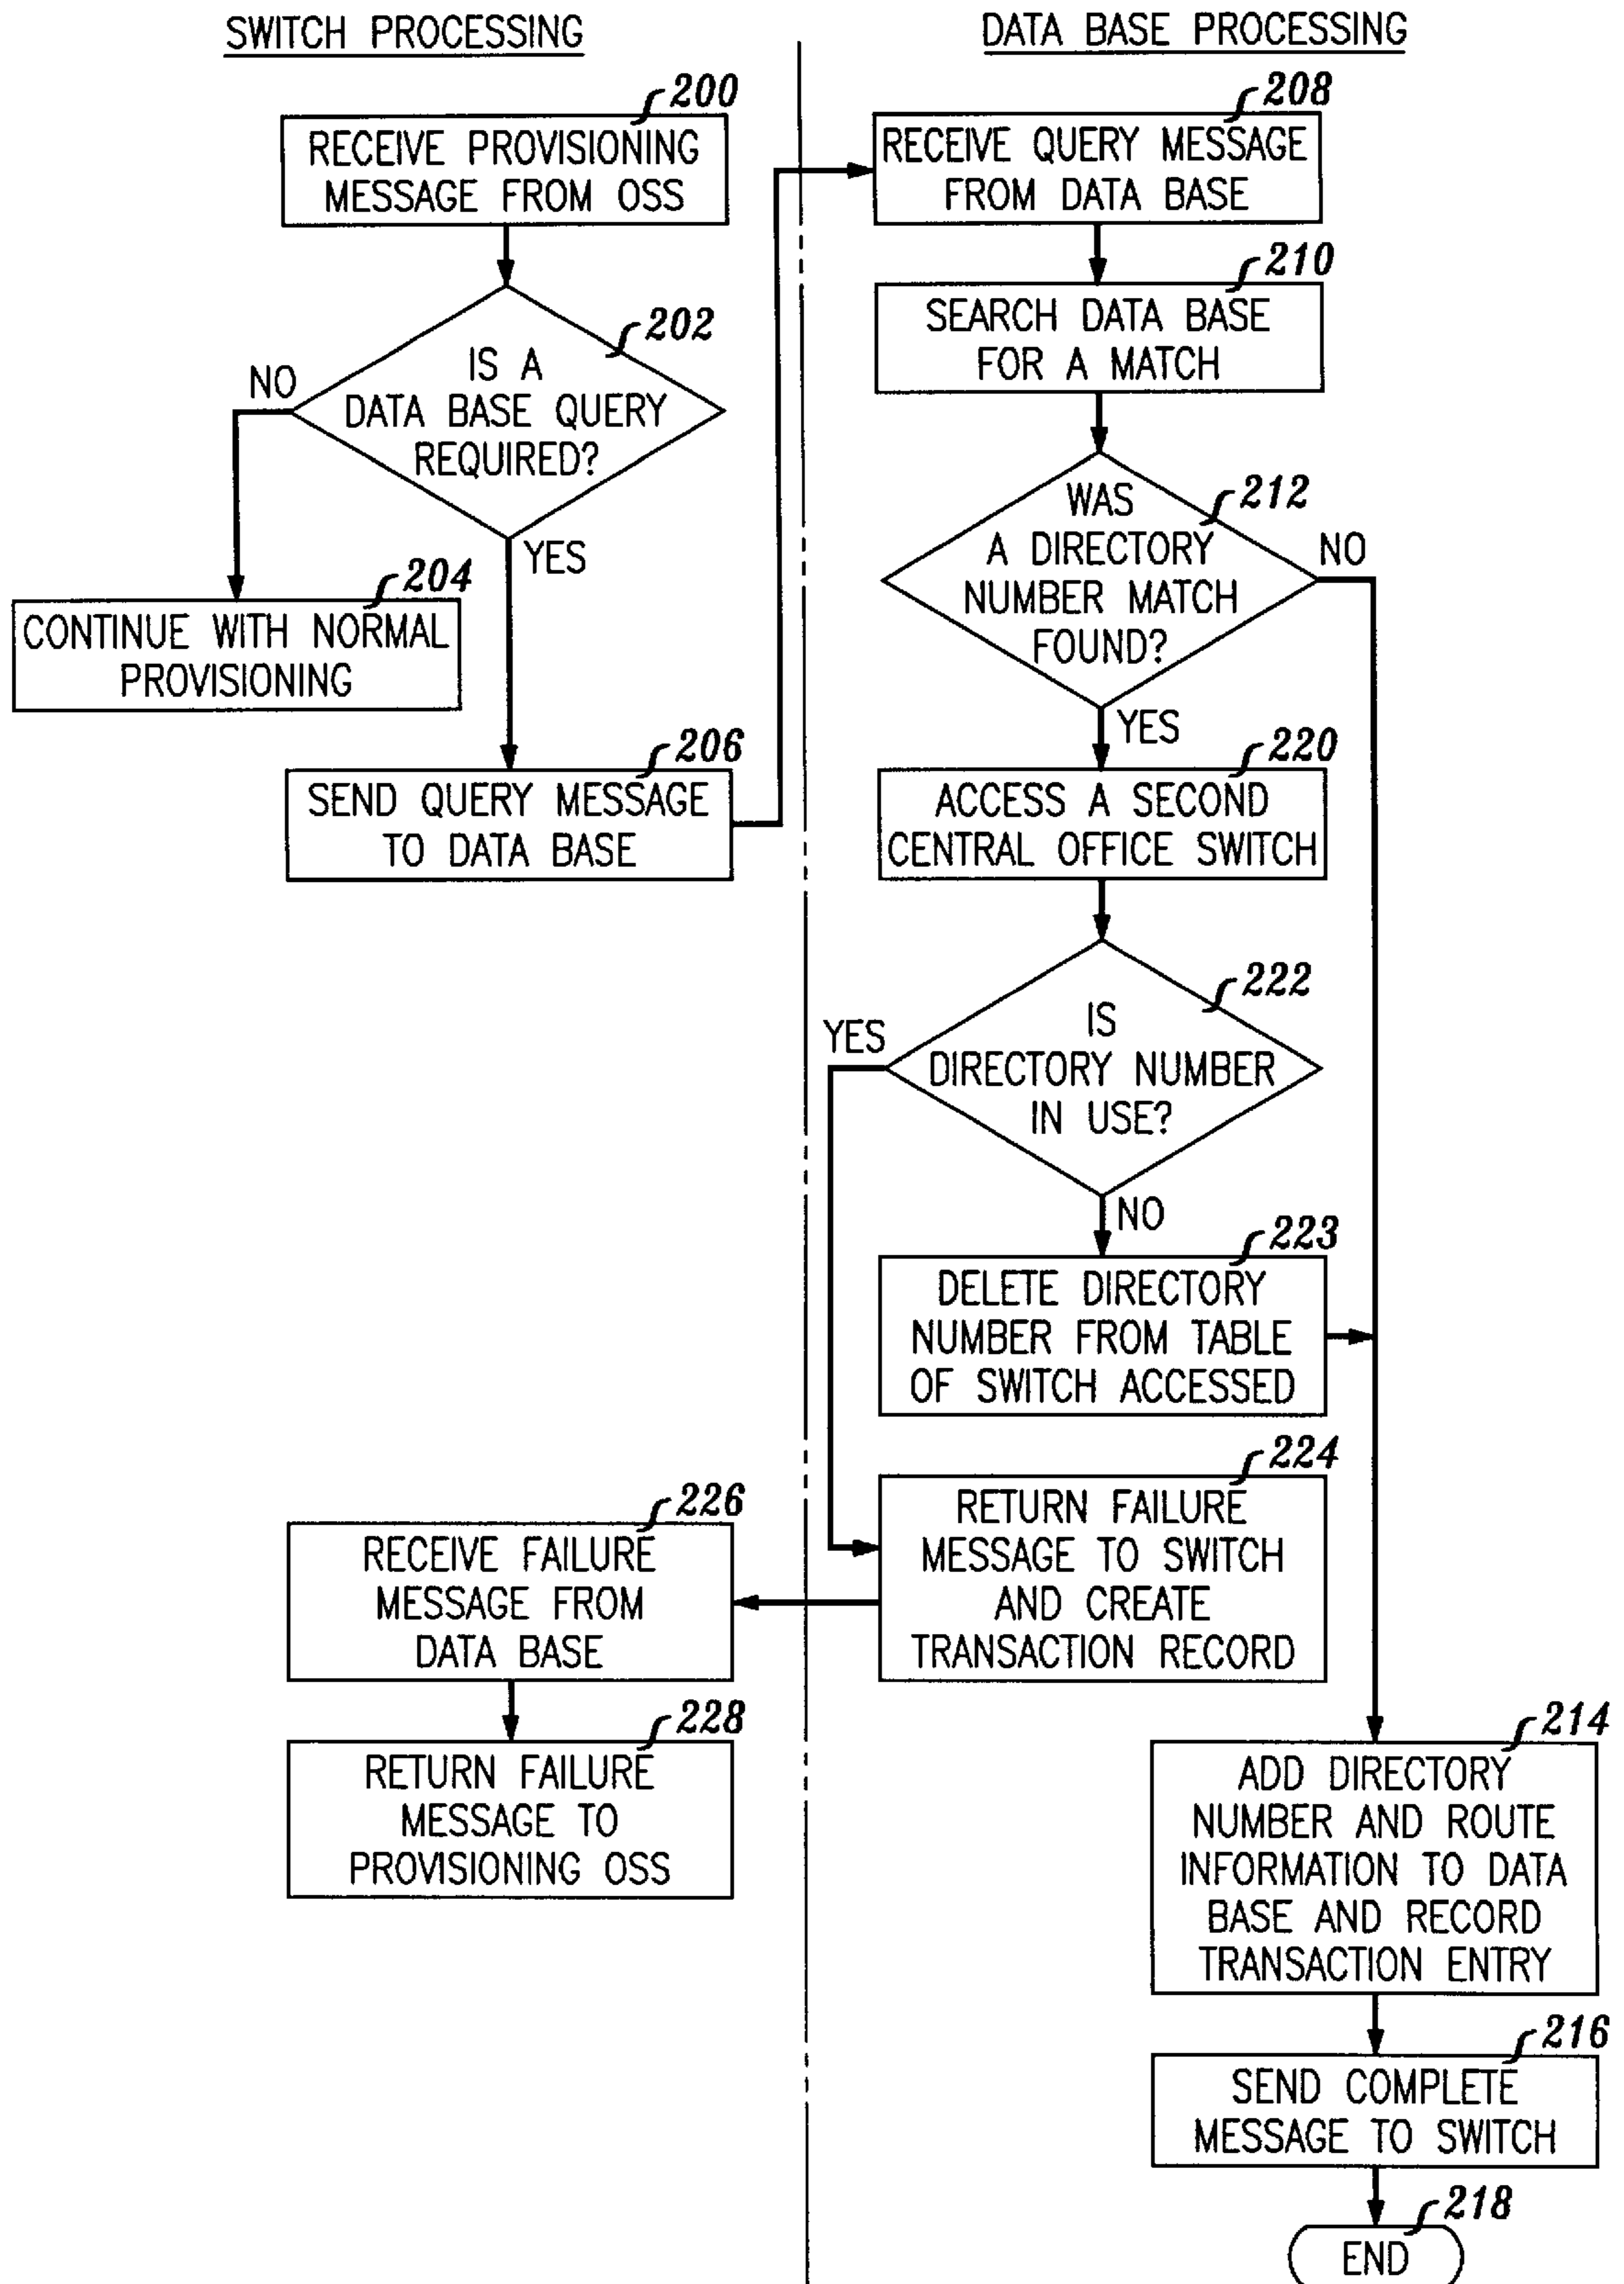 SWITCH PROCESSING
200
RECEIVE PROVISIONING
MESSAGE FROM OSS
202
IS A
DATA BASE QUERY
REQUIRED?
NO
YES
204
CONTINUE WITH NORMAL
PROVISIONING
206
SEND QUERY MESSAGE
TO DATA BASE
DATA BASE PROCESSING
208
RECEIVE QUERY MESSAGE
FROM DATA BASE
210
SEARCH DATA BASE
FOR A MATCH
212
WAS
A DIRECTORY
NUMBER MATCH
FOUND?
NO
YES
220
ACCESS A SECOND
CENTRAL OFFICE SWITCH
222
IS
DIRECTORY NUMBER
IN USE?
YES
NO
223
DELETE DIRECTORY
NUMBER FROM TABLE
OF SWITCH ACCESSED
224
RETURN FAILURE
MESSAGE TO SWITCH
AND CREATE
TRANSACTION RECORD
226
RECEIVE FAILURE
MESSAGE FROM
DATA BASE
228
RETURN FAILURE
MESSAGE TO
PROVISIONING OSS
214
ADD DIRECTORY
NUMBER AND ROUTE
INFORMATION TO DATA
BASE AND RECORD
TRANSACTION ENTRY
216
SEND COMPLETE
MESSAGE TO SWITCH
218
END